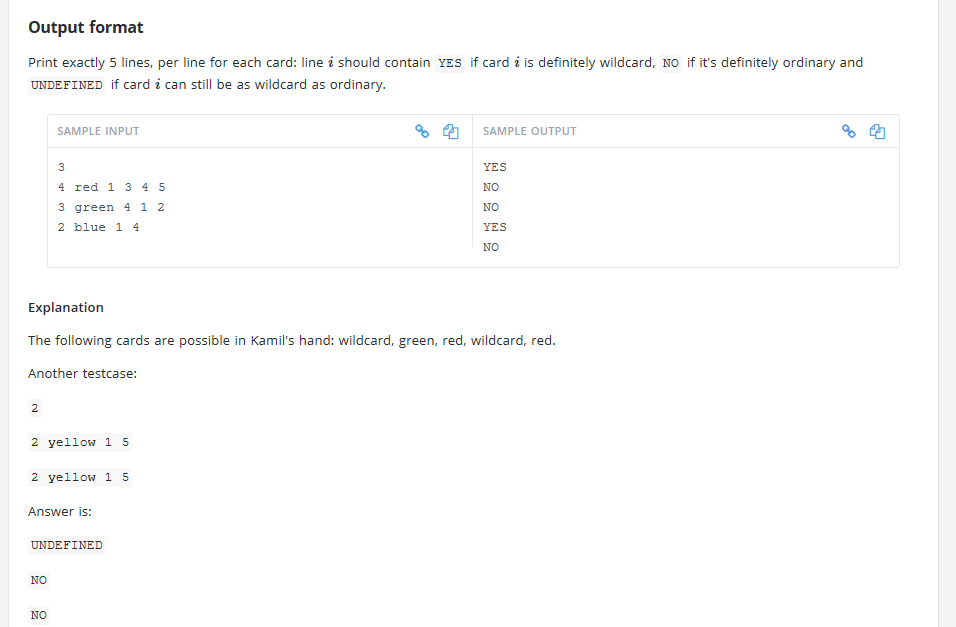 Output format
Print exactly 5 lines, per line for each card: line i should contain YES if card i is definitely wildcard, NO if it's definitely ordinary and
UNDEFINED if card i can still be as wildcard as ordinary.
SAMPLE INPUT
3
4 red 1 3 4 5
3 green 4 1 2
2 blue 1 4
SAMPLE OUTPUT
YES
NO
NO
YES
NO
Explanation
The following cards are possible in Kamil's hand: wildcard, green, red, wildcard, red.
Another testcase:
2
2 yellow 1 5
2 yellow 1 5
Answer is:
UNDEFINED
NO
NO